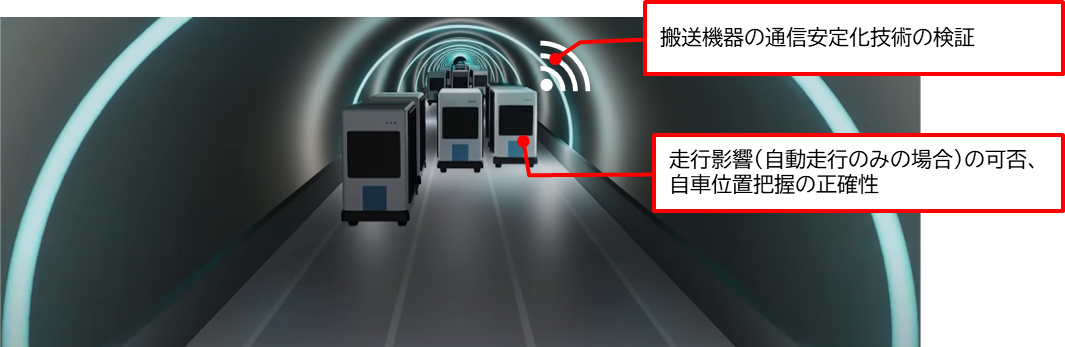 搬送機器の通信安定化技術の検証
走行影響（自動走行のみの場合）の可否、
自車位置把握の正確性